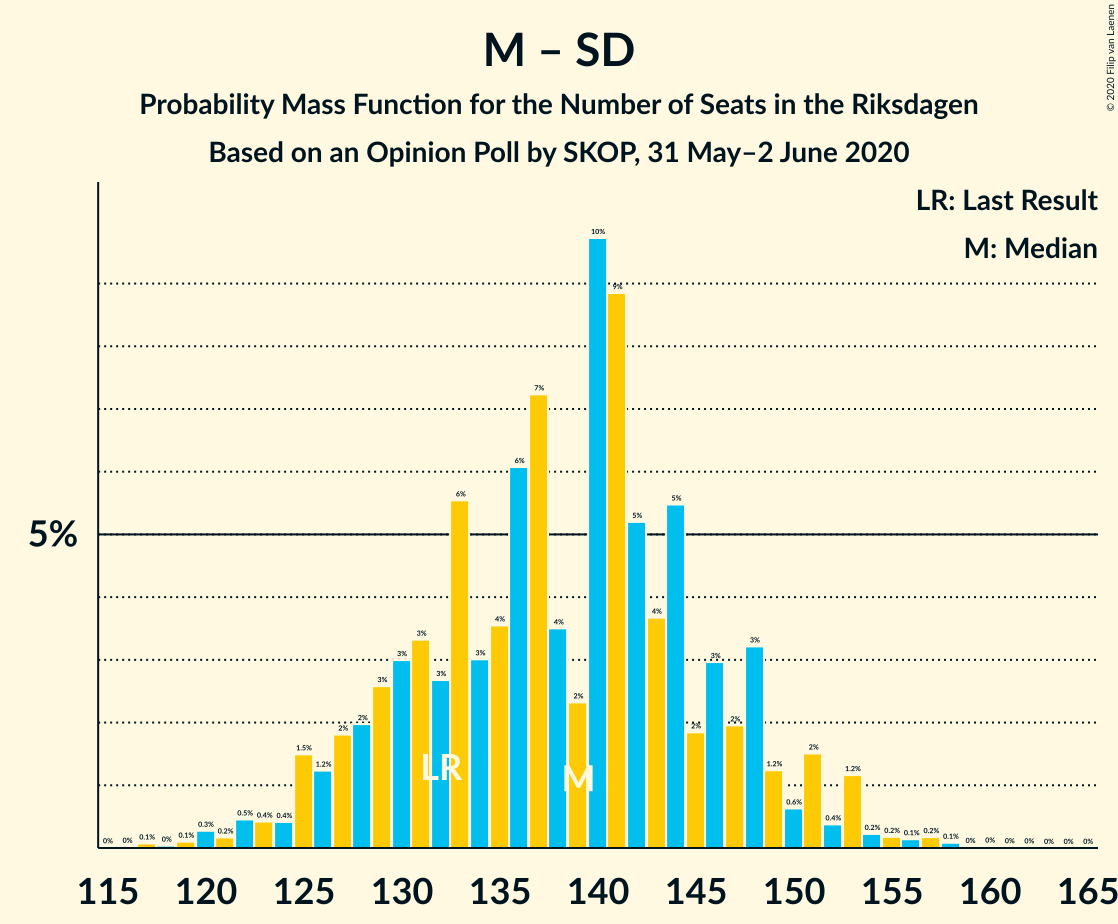 M – SD
Probability Mass Function for the Number of Seats in the Riksdagen
Based on an Opinion Poll by SKOP, 31 May–2 June 2020
© 2020 Filip van Laenen
LR: Last Result
M: Median
5%
0% 0% 0.1% 0% 0.1% 0.3% 0.2% 0.5% 0.4% 0.4% 1.5% 1.2% 2% 2% 3% 3% 3% 3% 6% 3% 4% 6% 7% 4% 2% 10% 9% 5% 4% 5% 2% 3% 2% 3% 1.2% 0.6% 2% 0.4% 1.2% 0.2% 0.2% 0.1% 0.2% 0.1% 0% 0% 0% 0% 0% 0% 0%
LR M
115 120 125 130 135 140 145 150 155 160 165